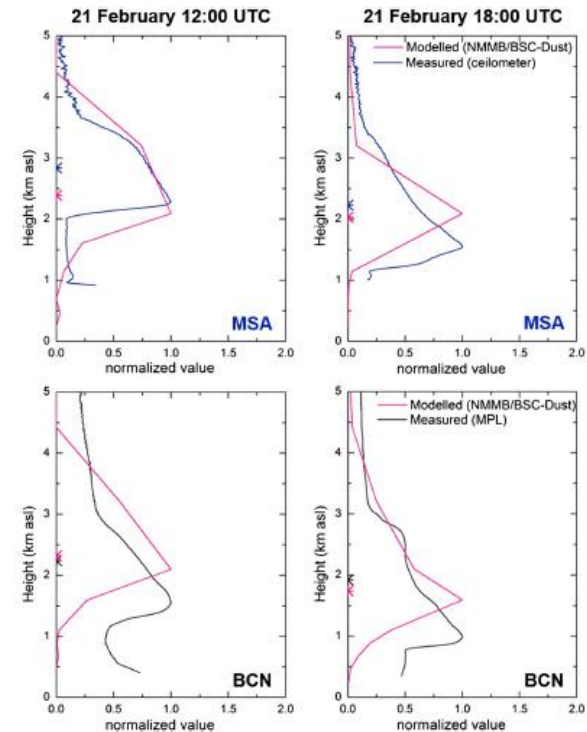 21 February 12:00 UTC
21 February 18:00 UTC
5
4
3
2
1
0
Height (km asl)
0.0 0.5 1.0 1.5 2.0
normalized value
MSA
Modelled (NMMB/BSC-Dust)
Measured (ceilometer)
5
4
3
2
1
0
Height (km asl)
0.0 0.5 1.0 1.5 2.0
normalized value
MSA
5
4
3
2
1
0
Height (km asl)
0.0 0.5 1.0 1.5 2.0
normalized value
BCN
Modelled (NMMB/BSC-Dust)
Measured (MPL)
5
4
3
2
1
0
Height (km asl)
0.0 0.5 1.0 1.5 2.0
normalized value
BCN